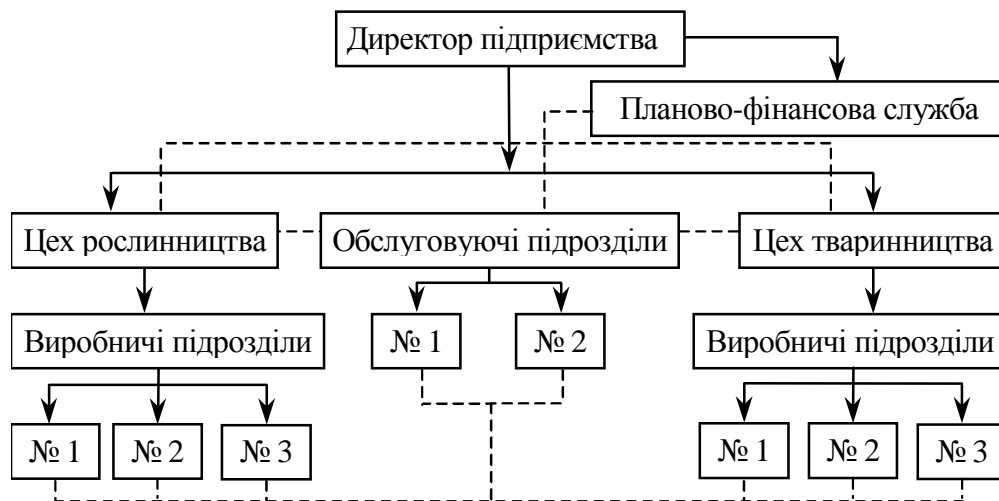 Директор підприємства
Планово-фінансова служба
Цех рослинництва
Обслуговуючі підрозділи
Цех тваринництва
Виробничі підрозділи
№ 1
№ 2
Виробничі підрозділи
№ 1
№ 2
№ 3
№ 1
№ 2
№ 3